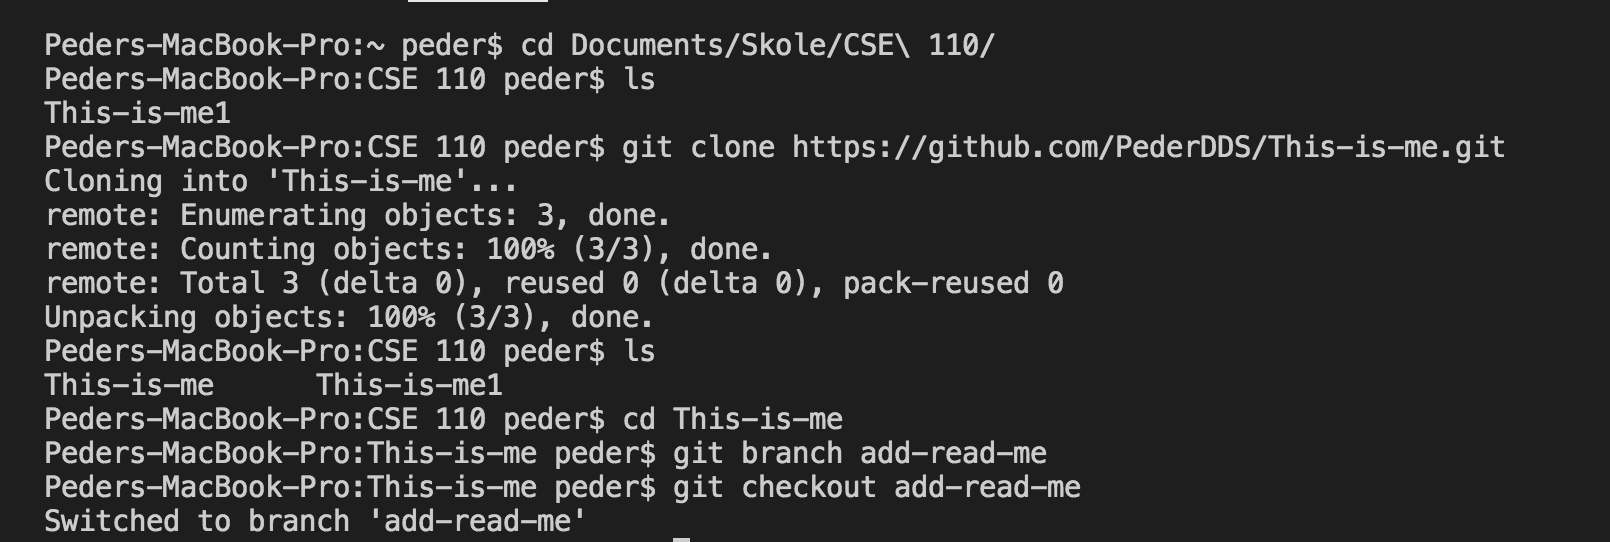 Peders-MacBook-Pro:~ peder$ cd Documents/Skole/CSE\ 110/
Peders-MacBook-Pro:CSE 110 peder$ ls
This-is-me1
Peders-MacBook-Pro:CSE 110 peder$ git clone https://github.com/PederDDS/This-is-me.git
Cloning into 'This-is-me'...
remote: Enumerating objects: 3, done.
remote: Counting objects: 100% (3/3), done.
remote: Total 3 (delta 0), reused 0 (delta 0), pack-reused 0
Unpacking objects: 100% (3/3), done.
Peders-MacBook-Pro:CSE 110 peder$ ls
This-is-me      This-is-me1
Peders-MacBook-Pro:CSE 110 peder$ cd This-is-me
Peders-MacBook-Pro:This-is-me peder$ git branch add-read-me
Peders-MacBook-Pro:This-is-me peder$ git checkout add-read-me
Switched to branch 'add-read-me'